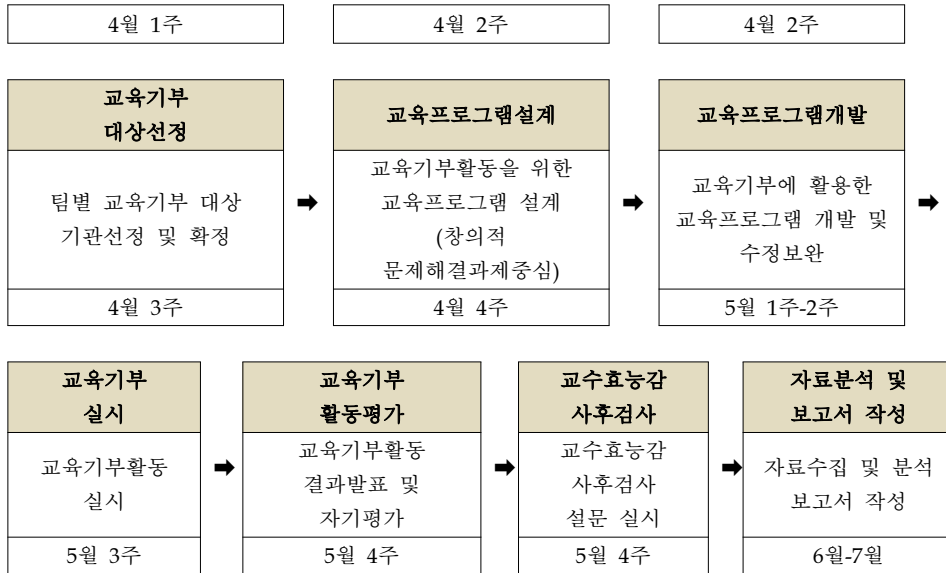 4월 1주
4월 2주
4월 2주
교육기부
대상선정
팀별 교육기부 대상
기관선정 및 확정
4월 3주
➡
교육프로그램설계
교육기부활동을 위한
교육프로그램 설계
(창의적
문제해결과제중심)
4월 4주
➡
교육프로그램개발
교육기부에 활용한
교육프로그램 개발 및
수정보완
5월 1주-2주
➡
교육기부
실시
교육기부활동
실시
5월 3주
➡
교육기부
활동평가
교육기부활동
결과발표 및
자기평가
5월 4주
➡
교수효능감
사후검사
교수효능감
사후검사
설문 실시
5월 4주
➡
자료분석 및
보고서 작성
자료수집 및 분석
보고서 작성
6월-7월